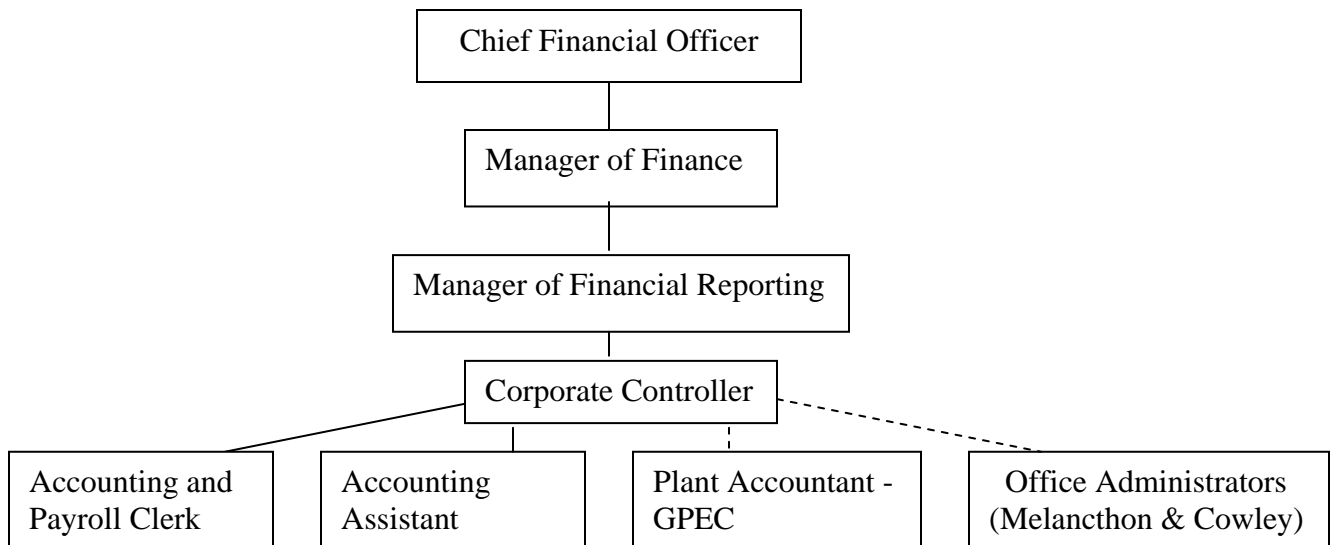 Chief Financial Officer
Manager of Finance
Manager of Financial Reporting
Corporate Controller
Accounting and
Payroll Clerk
Accounting
Assistant
Plant Accountant -
GPEC
Office Administrators
(Melancthon & Cowley)